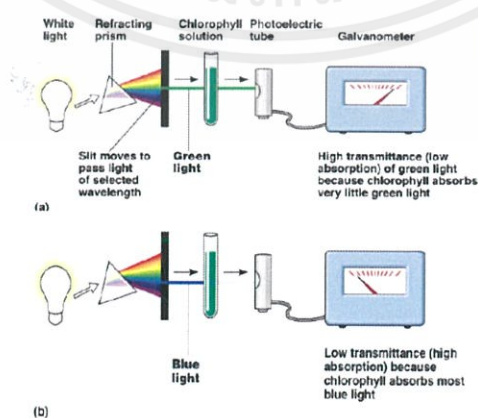 White light
Refracting prism
Chlorophyll solution
Photoelectric tube
Galvanometer
Slit moves to
pass light
of selected
wavelength
Green
light
High transmittance (low
absorption) of green light
because chlorophyll absorbs
very little green light
(a)
Blue
light
Low transmittance (high
absorption) because
chlorophyll absorbs most
blue light
(b)